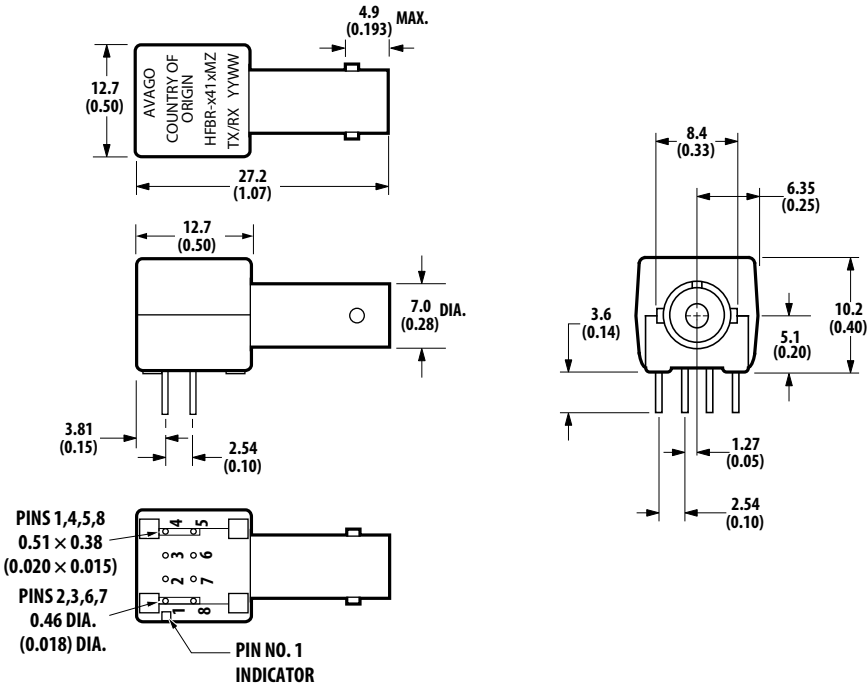 4.9
(0.193) MAX.
12.7
(0.50)
AVAGO
COUNTRY OF
ORIGIN
HFBR-x41xMZ
TX/RX YYWW
27.2
(1.07)
8.4
(0.33)
6.35
(0.25)
12.7
(0.50)
7.0
(0.28) DIA.
10.2
(0.40)
3.6
(0.14)
5.1
(0.20)
3.81
(0.15)
2.54
(0.10)
1.27
(0.05)
2.54
(0.10)
PINS 1,4,5,8
0.51 × 0.38
(0.020 × 0.015)
PINS 2,3,6,7
0.46 DIA.
(0.018) DIA.
4 5
3 6
2 7
1 8
PIN NO. 1
INDICATOR